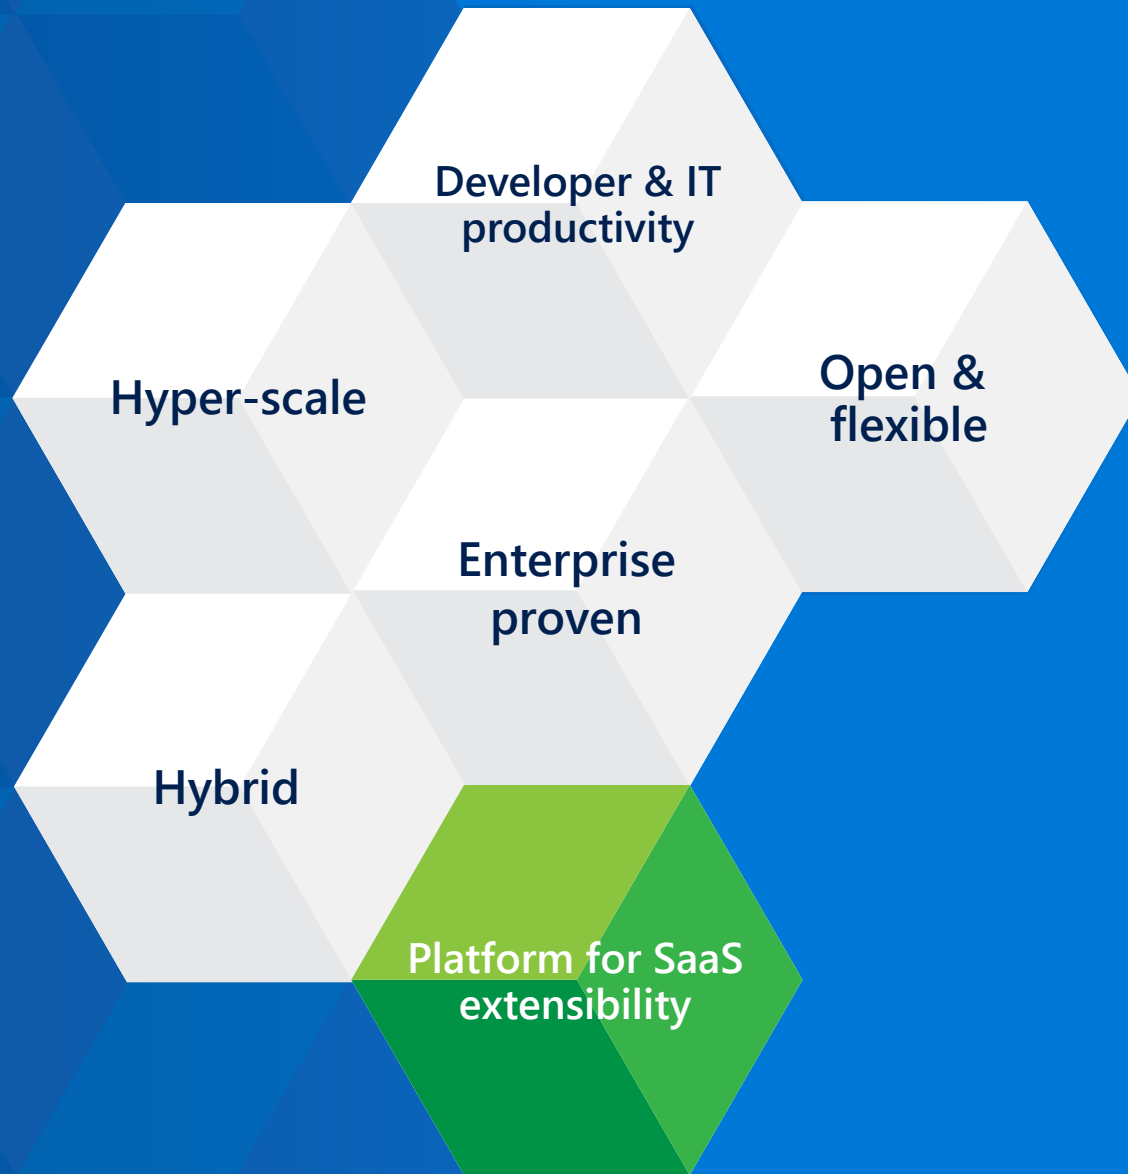 Developer & IT
productivity
Hyper-scale
Open &
flexible
Enterprise
proven
Hybrid
Platform for SaaS
extensibility